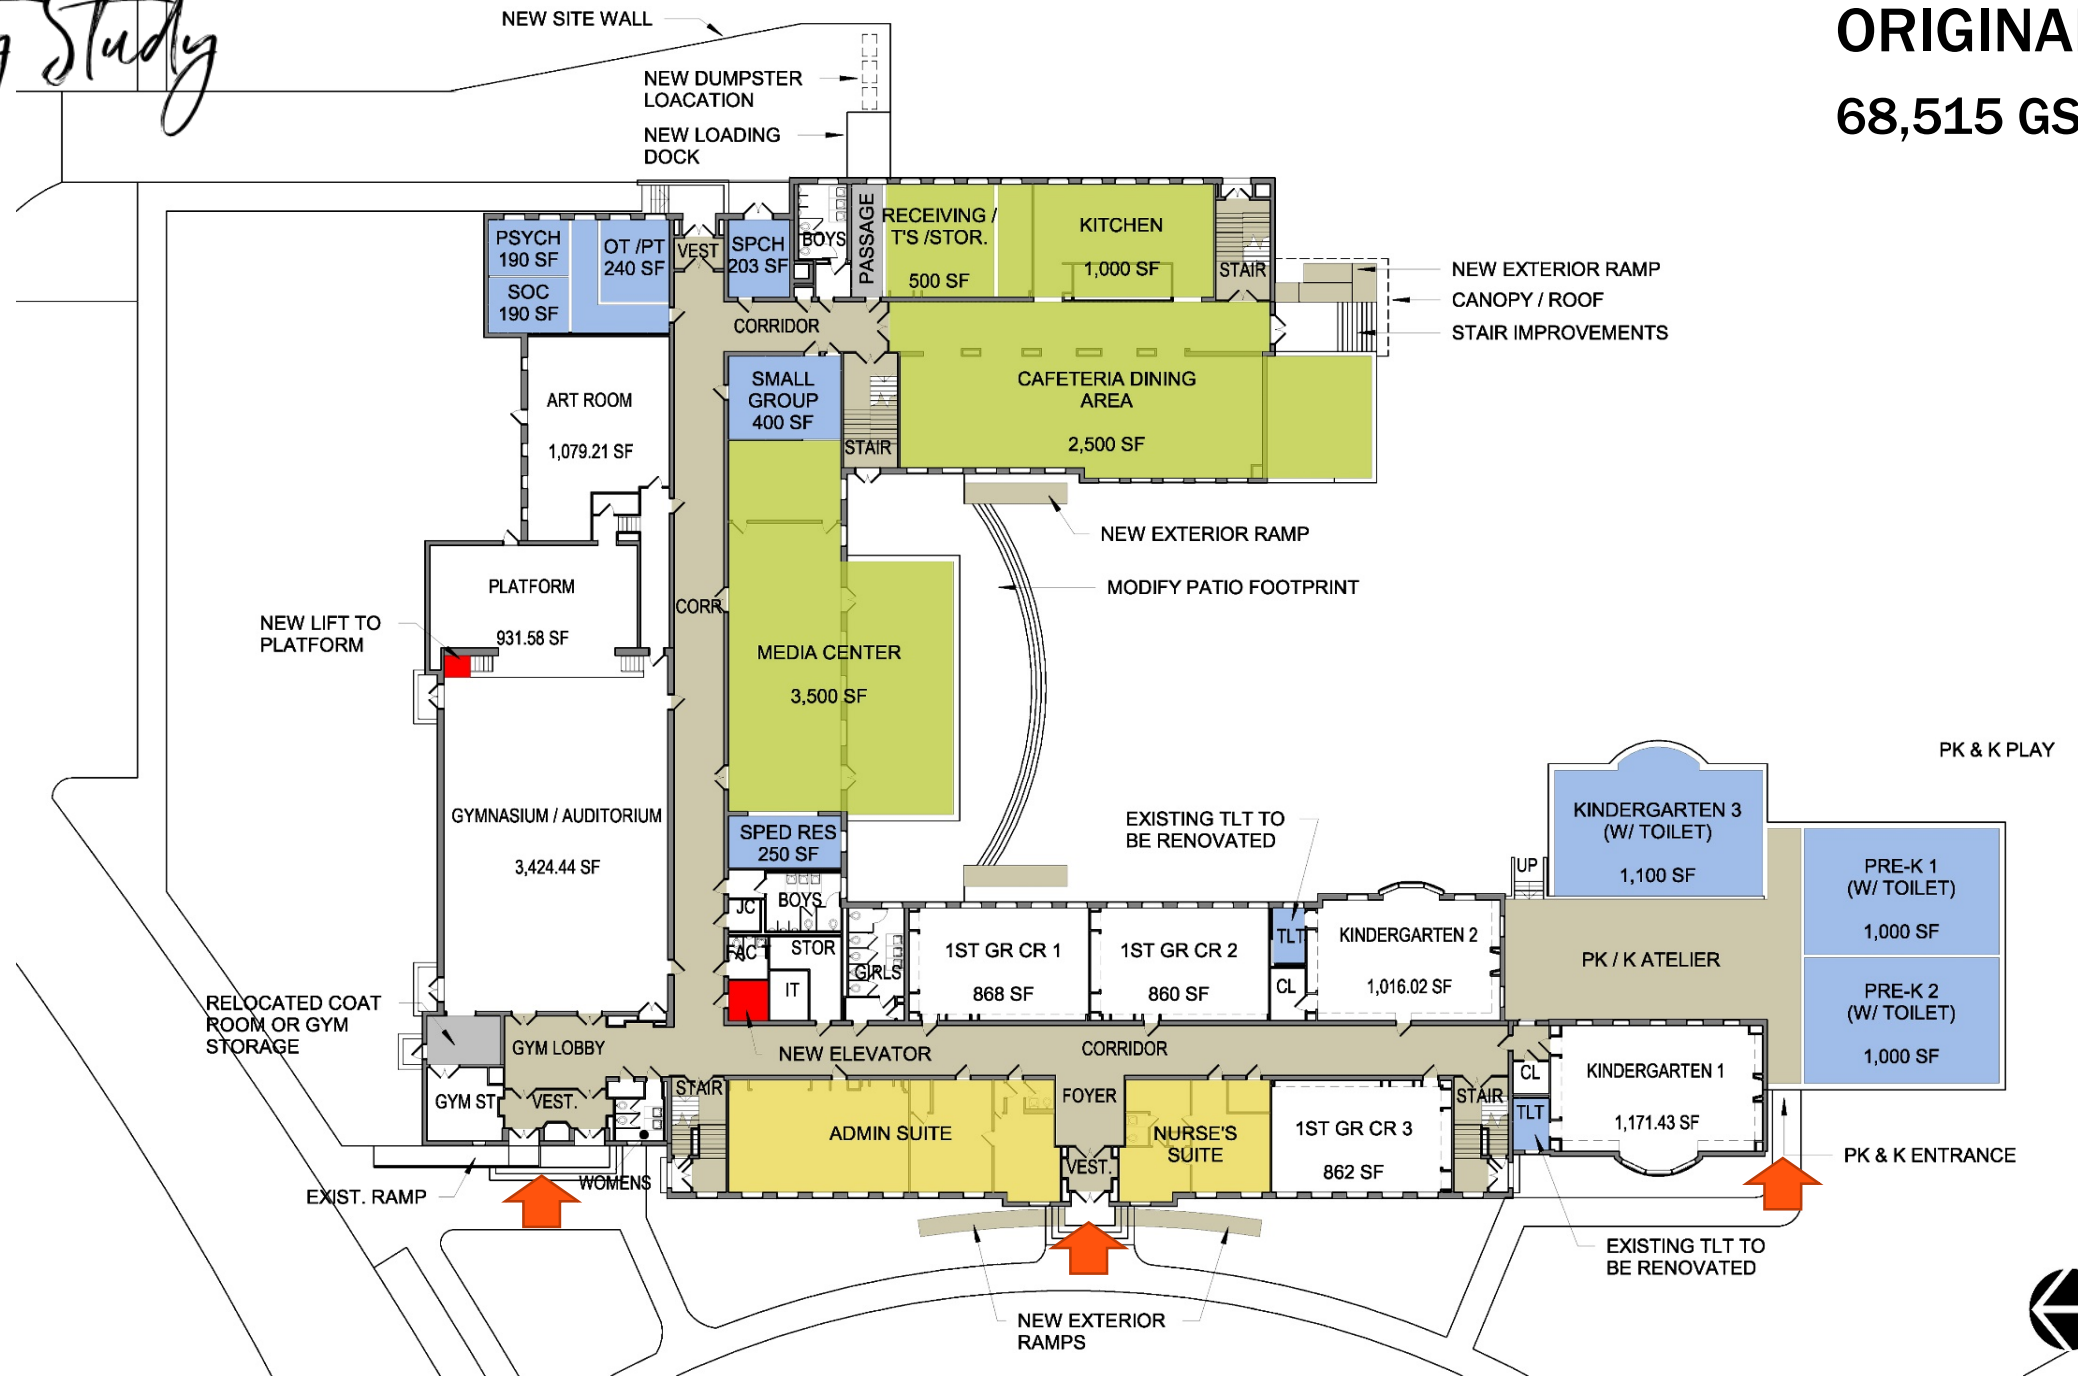 Study
ORIGINAL
68,515 GS
NEW SITE WALL
NEW DUMPSTER
LOACATION
NEW LOADING
DOCK
PSYCH
190 SF
SOC
190 SF
OT /PT
240 SF
VEST
SPCH
203 SF
BOYS
PASSAGE
RECEIVING /
T'S /STOR.
500 SF
KITCHEN
1,000 SF
STAIR
NEW EXTERIOR RAMP
CANOPY / ROOF
STAIR IMPROVEMENTS
CORRIDOR
SMALL
GROUP
400 SF
STAIR
CAFETERIA DINING
AREA
2,500 SF
ART ROOM
1,079.21 SF
NEW EXTERIOR RAMP
MODIFY PATIO FOOTPRINT
PLATFORM
931.58 SF
NEW LIFT TO
PLATFORM
CORR
MEDIA CENTER
3,500 SF
PK & K PLAY
GYMNASIUM / AUDITORIUM
3,424.44 SF
SPED RES
250 SF
EXISTING TLT TO
BE RENOVATED
KINDERGARTEN 3
(W/ TOILET)
1,100 SF
UP
PRE-K 1
(W/ TOILET)
1,000 SF
JC
BOYS
FAC
STOR
IT
GIRLS
1ST GR CR 1
868 SF
1ST GR CR 2
860 SF
TLT
CL
KINDERGARTEN 2
1,016.02 SF
PK / K ATELIER
PRE-K 2
(W/ TOILET)
1,000 SF
RELOCATED COAT
ROOM OR GYM
STORAGE
GYM LOBBY
NEW ELEVATOR
CORRIDOR
GYM ST
VEST.
STAIR
ADMIN SUITE
FOYER
VEST.
NURSE'S
SUITE
1ST GR CR 3
862 SF
STAIR
CL
TLT
KINDERGARTEN 1
1,171.43 SF
PK & K ENTRANCE
WOMENS
EXIST. RAMP
EXISTING TLT TO
BE RENOVATED
NEW EXTERIOR
RAMPS